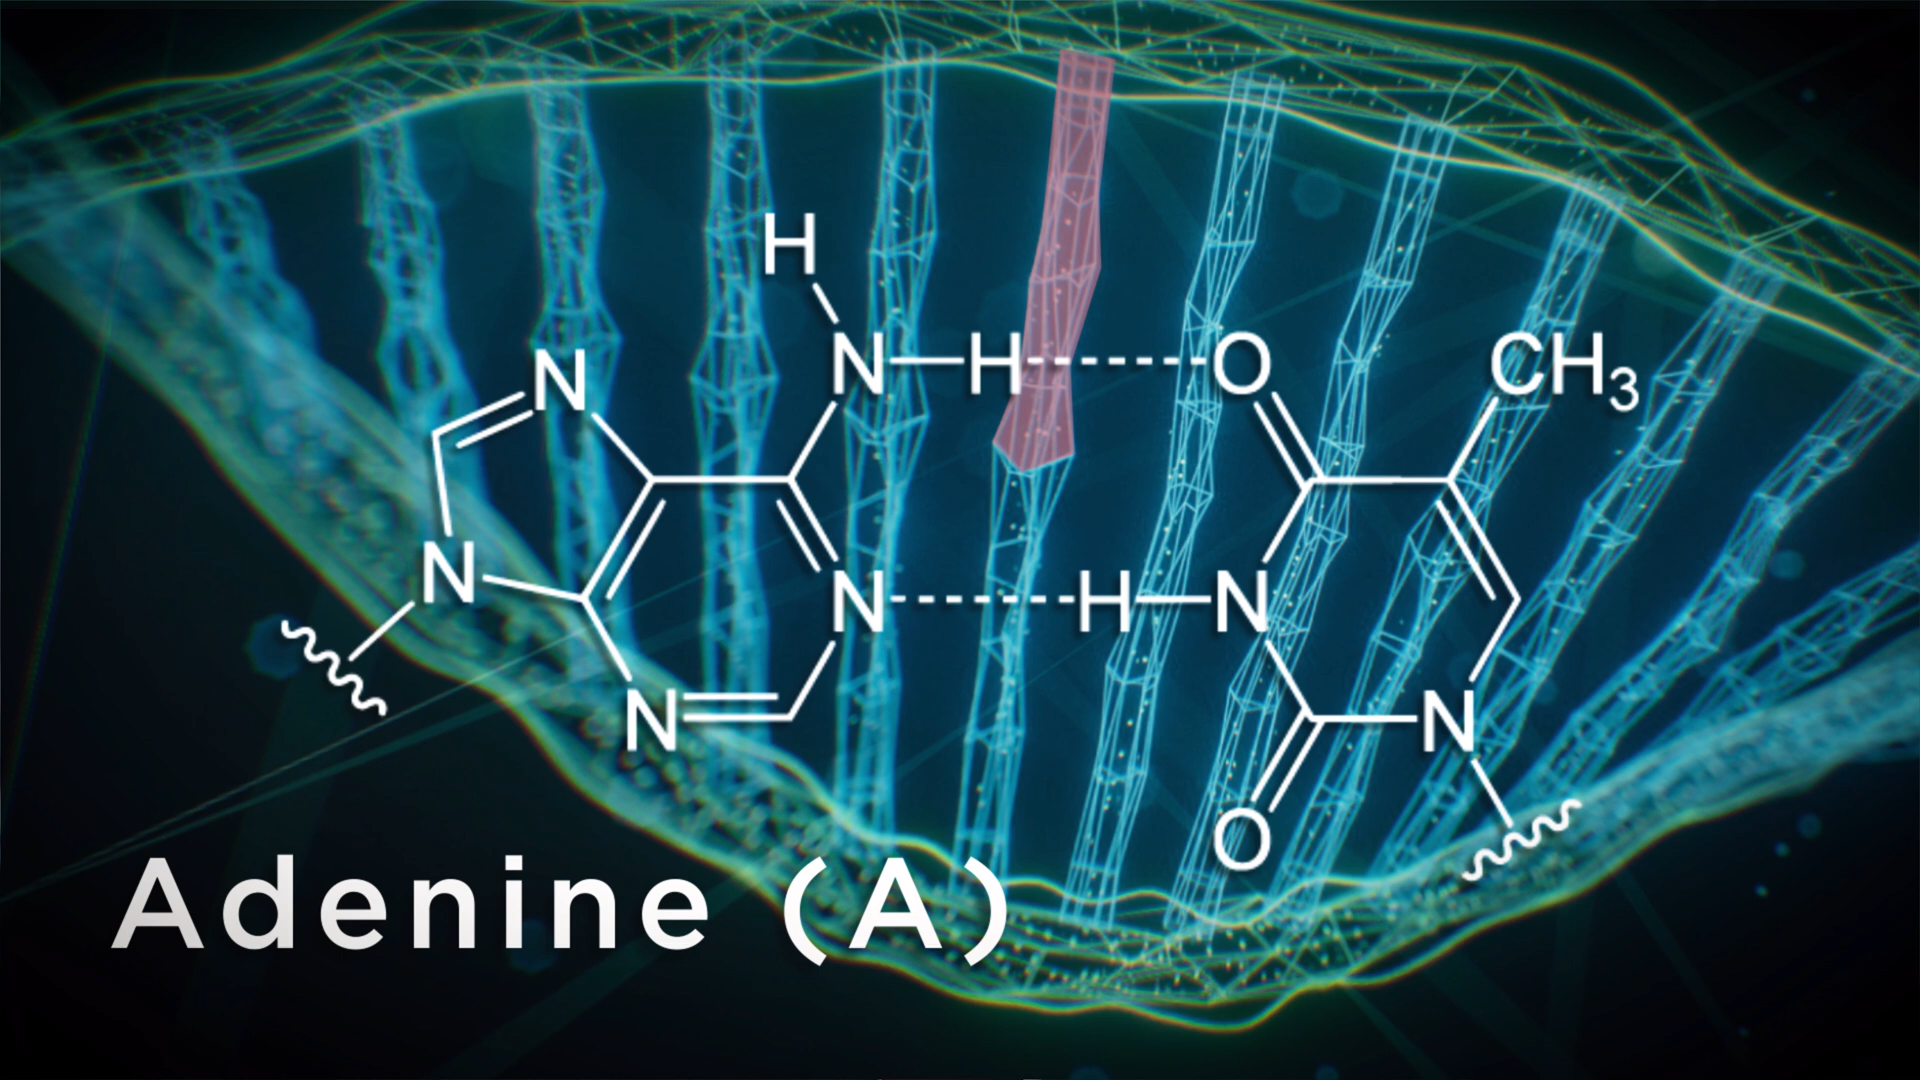 H
N H O CH3
N
N N H N
N N
O
Adenine (A)